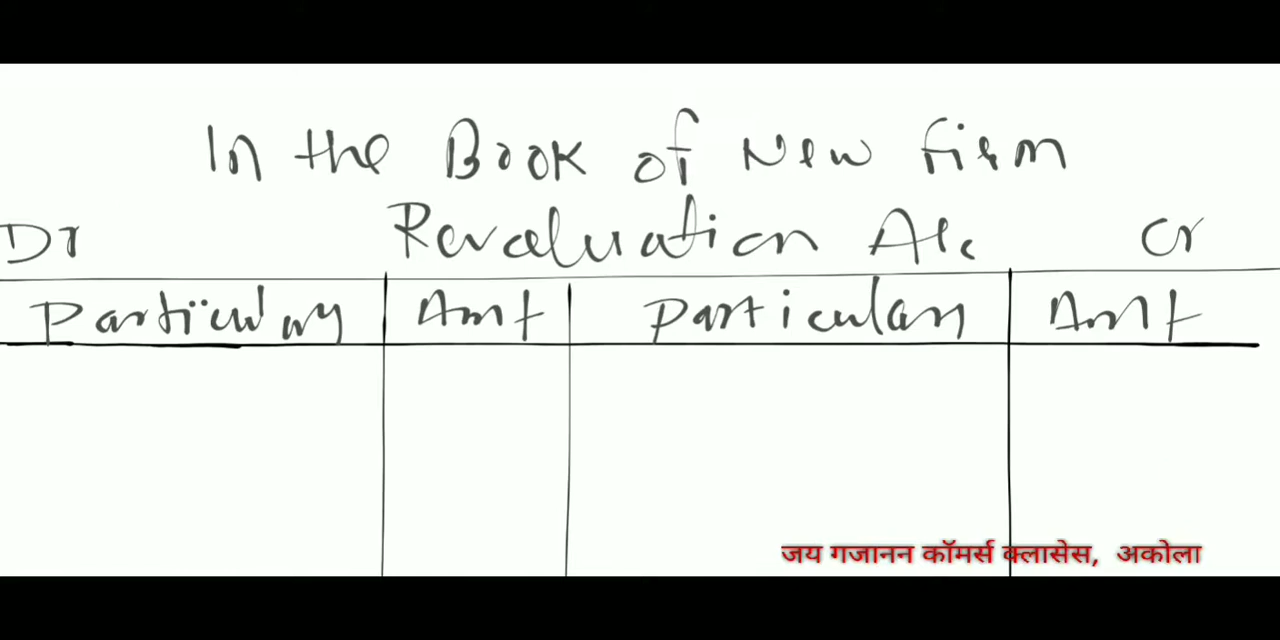 In the Book of New firm
Dr Revaluation A/c Cr
Particulars Amt Particulars Amt
जय गजानन कॉमर्स क्लासेस, अकोला